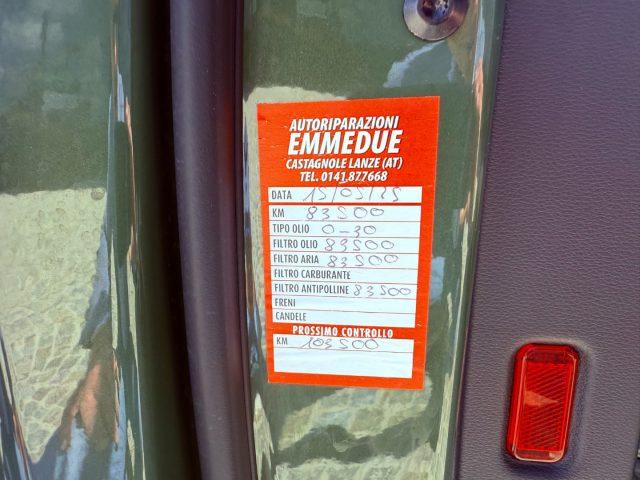 AUTORIPARAZIONI
EMMEDUE
CASTAGNOLE LANZE (AT)
TEL. 0141.877668
DATA 15/05/25
KM 83500
TIPO OLIO 0-30
FILTRO OLIO 83500
FILTRO ARIA 83500
FILTRO CARBURANTE
FILTRO ANTIPOLLINE 83500
FRENI
CANDELE
PROSSIMO CONTROLLO
KM 103500